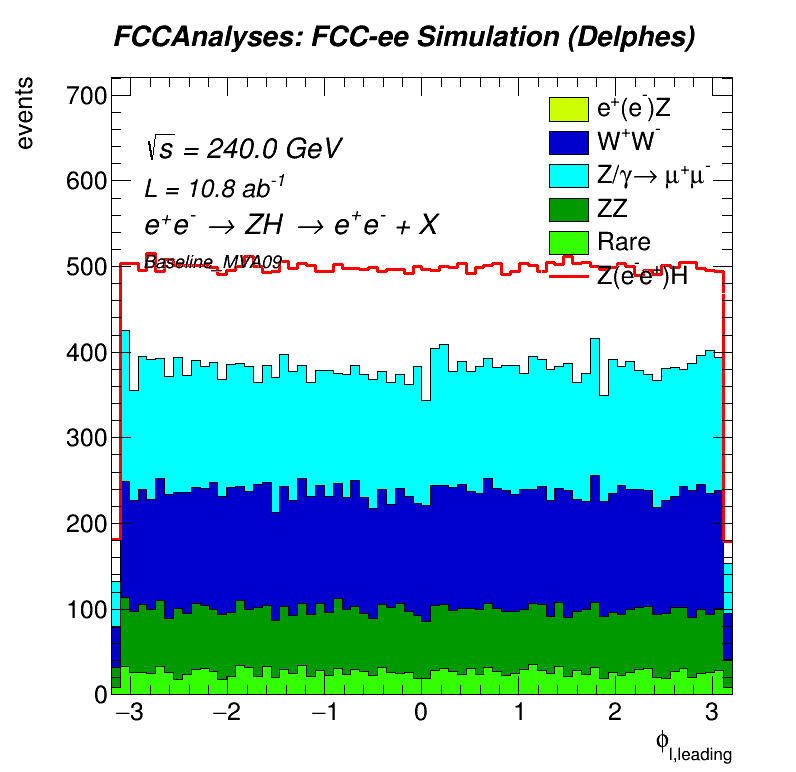 FCCAnalyses: FCC-ee Simulation (Delphes)
events
√s = 240.0 GeV
L = 10.8 ab⁻¹
e⁺e⁻ → ZH → e⁺e⁻ + X
Baseline_MVA09
e⁺(e⁻)Z
W⁺W⁻
Z/γ→ μ⁺μ⁻
ZZ
Rare
Z(e⁻e⁺)H
700
600
500
400
300
200
100
0
−3 −2 −1 0 1 2 3
ϕl,leading